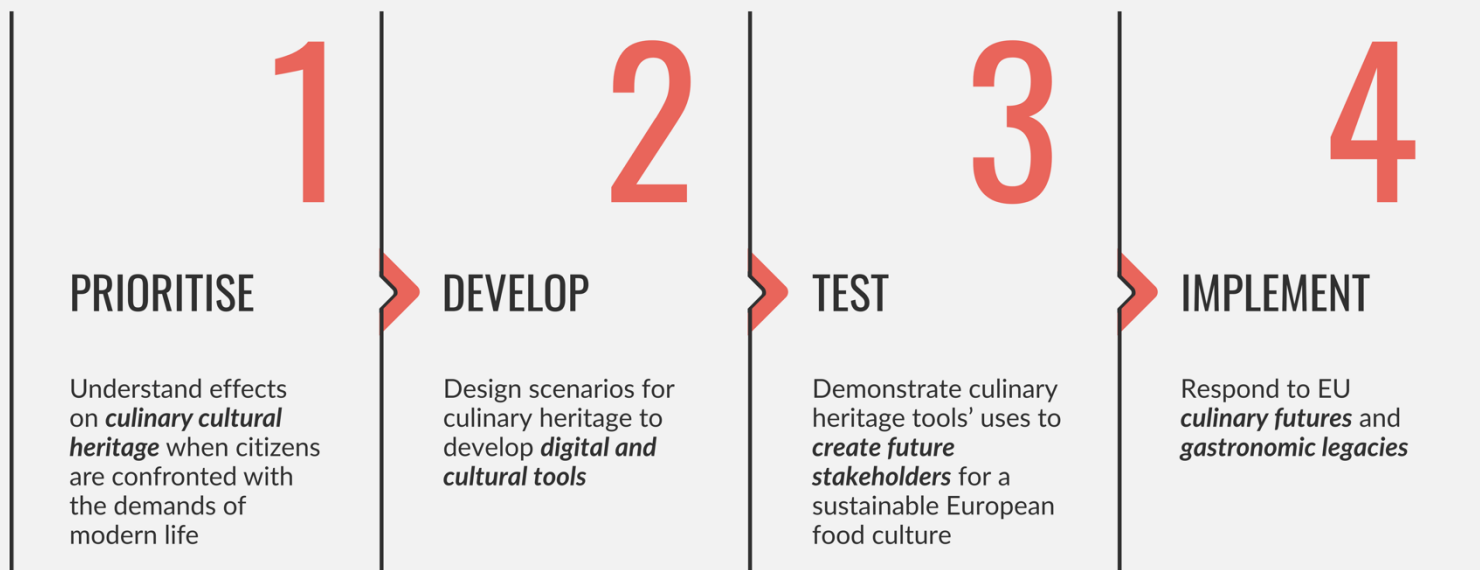 1
PRIORITISE
Understand effects
on culinary cultural
heritage when citizens
are confronted with
the demands of
modern life
2
DEVELOP
Design scenarios for
culinary heritage to
develop digital and
cultural tools
3
TEST
Demonstrate culinary
heritage tools’ uses to
create future
stakeholders for a
sustainable European
food culture
4
IMPLEMENT
Respond to EU
culinary futures and
gastronomic legacies